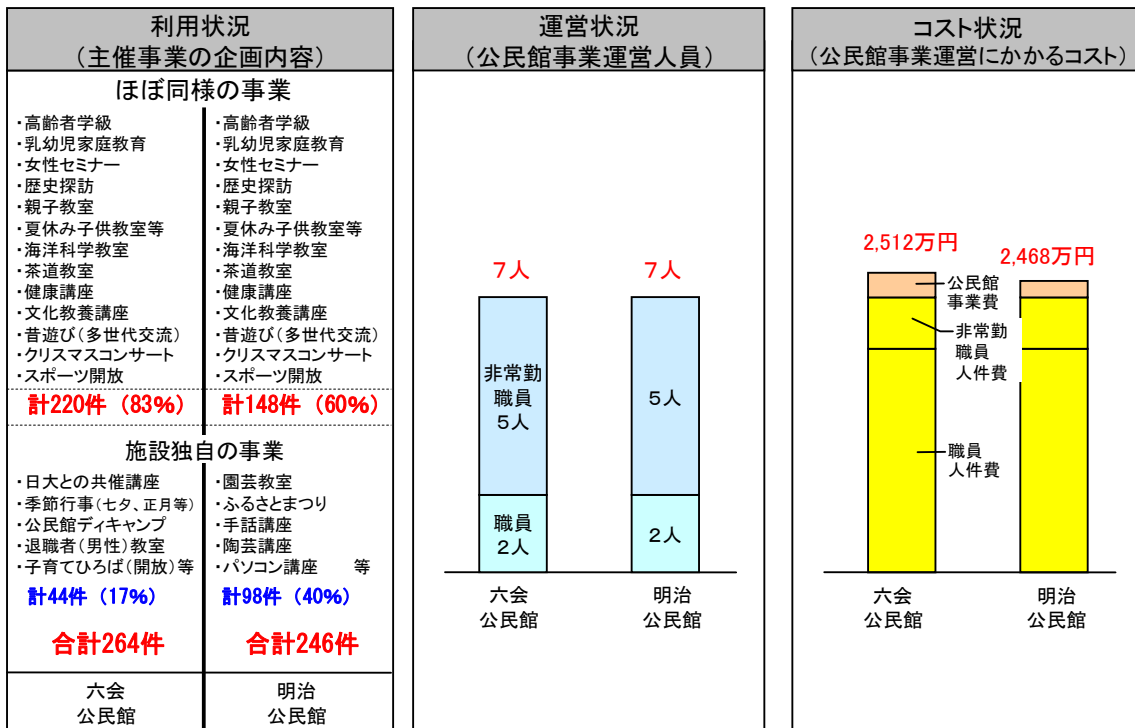 利用状況
（主催事業の企画内容）
ほぼ同様の事業
・高齢者学級
・乳幼児家庭教育
・女性セミナー
・歴史探訪
・親子教室
・夏休み子供教室等
・海洋科学教室
・茶道教室
・健康講座
・文化教養講座
・昔遊び（多世代交流）
・クリスマスコンサート
・スポーツ開放
計220件（83%）
・高齢者学級
・乳幼児家庭教育
・女性セミナー
・歴史探訪
・親子教室
・夏休み子供教室等
・海洋科学教室
・茶道教室
・健康講座
・文化教養講座
・昔遊び（多世代交流）
・クリスマスコンサート
・スポーツ開放
計148件（60%）
施設独自の事業
・日大との共催講座
・季節行事（七夕、正月等）
・公民館ディキャンプ
・退職者（男性）教室
・子育てひろば（開放）等
計44件（17%）
合計264件
・園芸教室
・ふるさとまつり
・手話講座
・陶芸講座
・パソコン講座　　等
計98件（40%）
合計246件
六会
公民館
明治
公民館
運営状況
（公民館事業運営人員）
７人
７人
非常勤
職員
５人
５人
職員
２人
２人
六会
公民館
明治
公民館
コスト状況
（公民館事業運営にかかるコスト）
2,512万円
2,468万円
公民館
事業費
非常勤
職員
人件費
職員
人件費
六会
公民館
明治
公民館